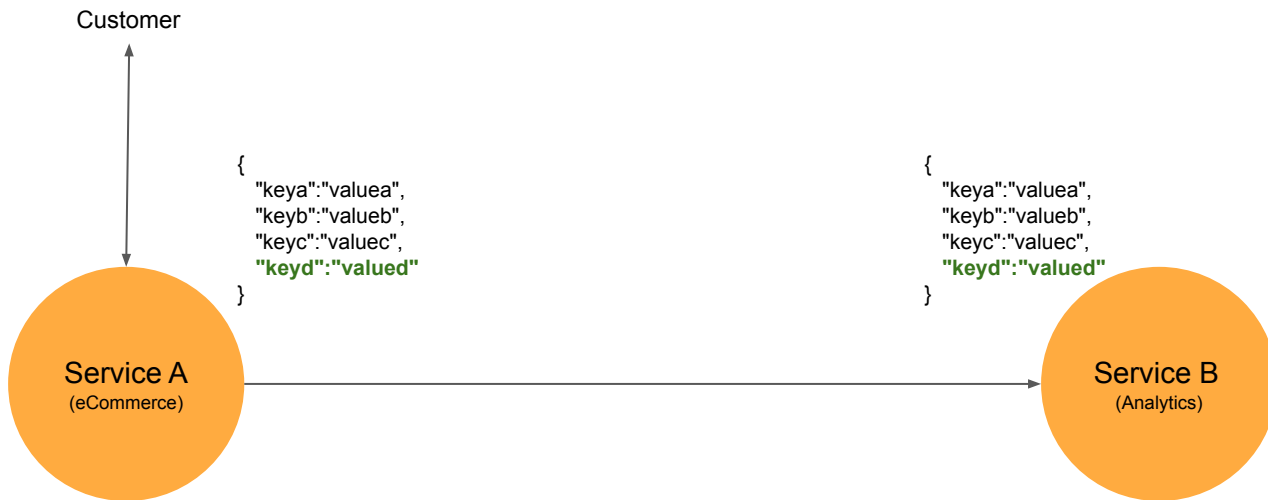 Customer
{
"keya":"valuea",
"keyb":"valueb",
"keyc":"valuec",
"keyd":"valued"
}
{
"keya":"valuea",
"keyb":"valueb",
"keyc":"valuec",
"keyd":"valued"
}
Service A
(eCommerce)
Service B
(Analytics)